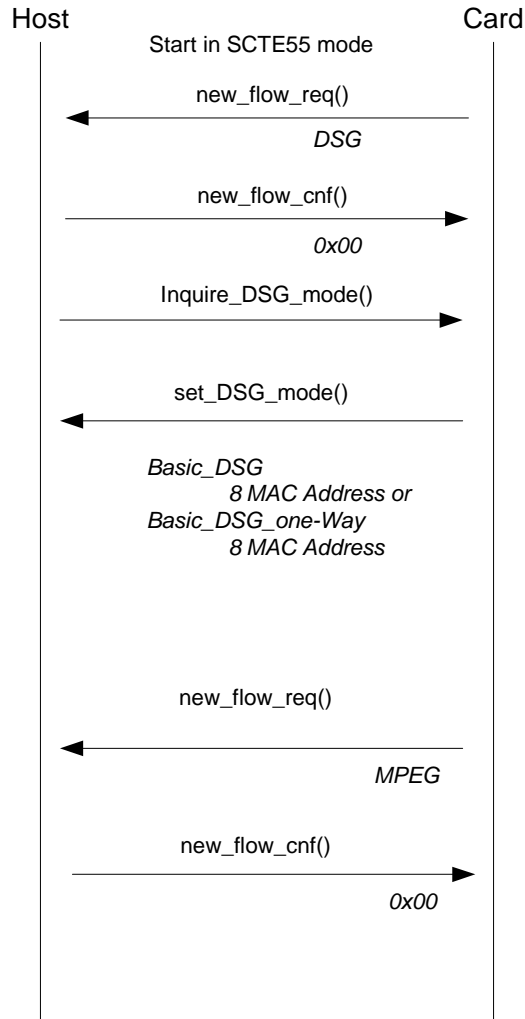 Host
Card
Start in SCTE55 mode
new_flow_req()
DSG
new_flow_cnf()
0x00
Inquire_DSG_mode()
set_DSG_mode()
Basic_DSG
8 MAC Address or
Basic_DSG_one-Way
8 MAC Address
new_flow_req()
MPEG
new_flow_cnf()
0x00